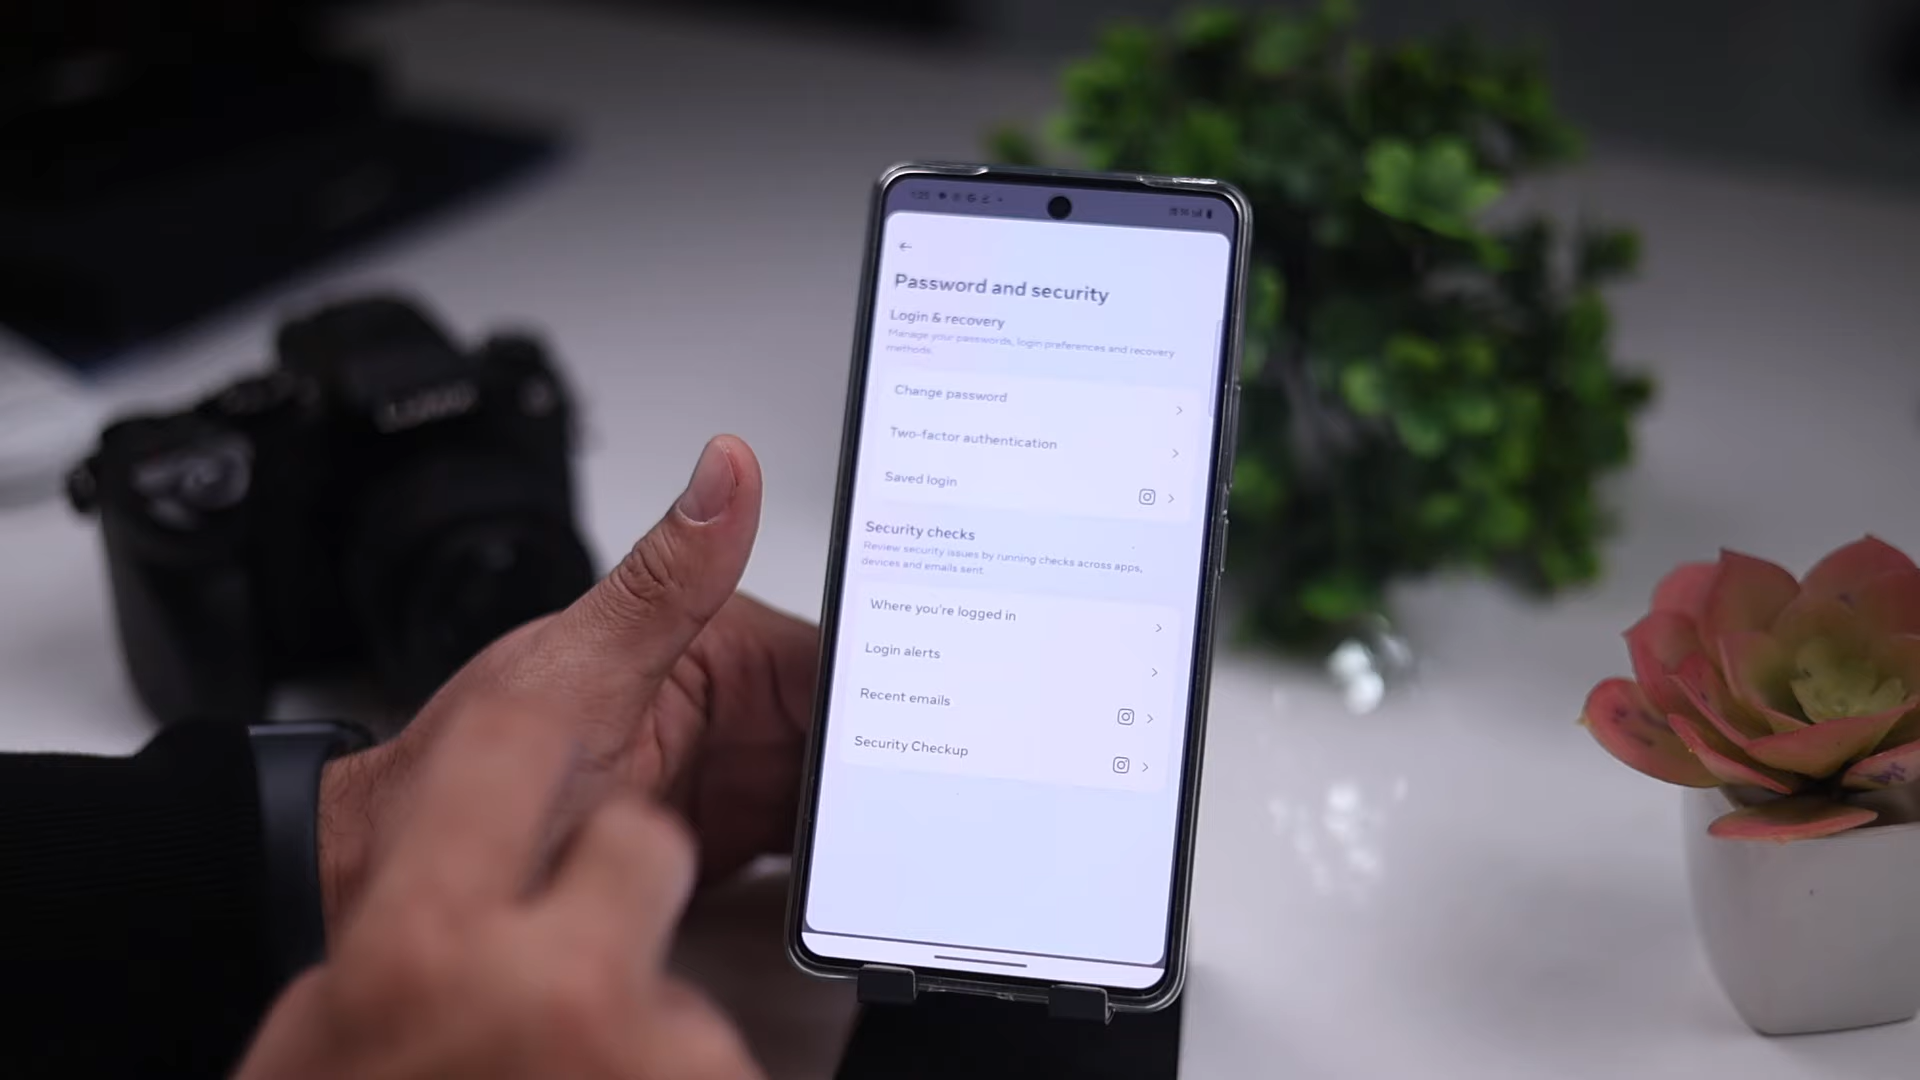 Password and security
Login & recovery
Manage your passwords, login preferences and recovery
methods.
Change password
Two-factor authentication
Saved login
Security checks
Review security issues by running checks across apps,
devices and emails sent.
Where you're logged in
Login alerts
Recent emails
Security Checkup